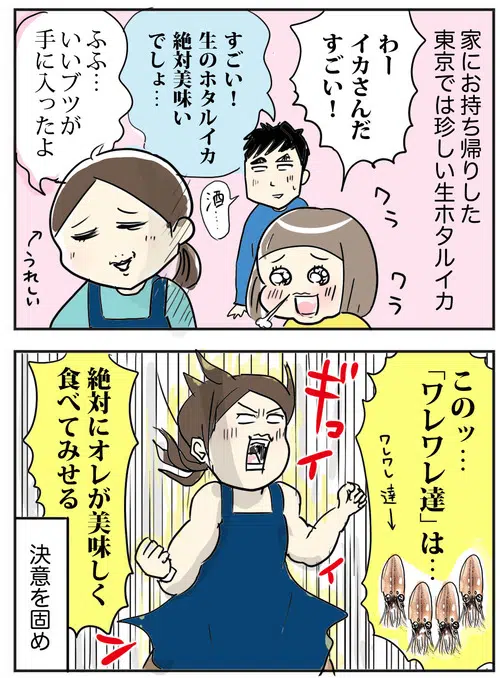 家にお持ち帰りした
東京では珍しい生ホタルイカ
わー
イカさんだ
すごい!
ワラ
ワラ
すごい!
生のホタルイカ
絶対美味い
でしょ…
酒…
ふふ…
いいブツが
手に入ったよ
←うれしい
このッ…
「ワレワレ達」は…
ワレワレ達→
ギョイーン
絶対にオレが美味しく
食べてみせる
決意を固め